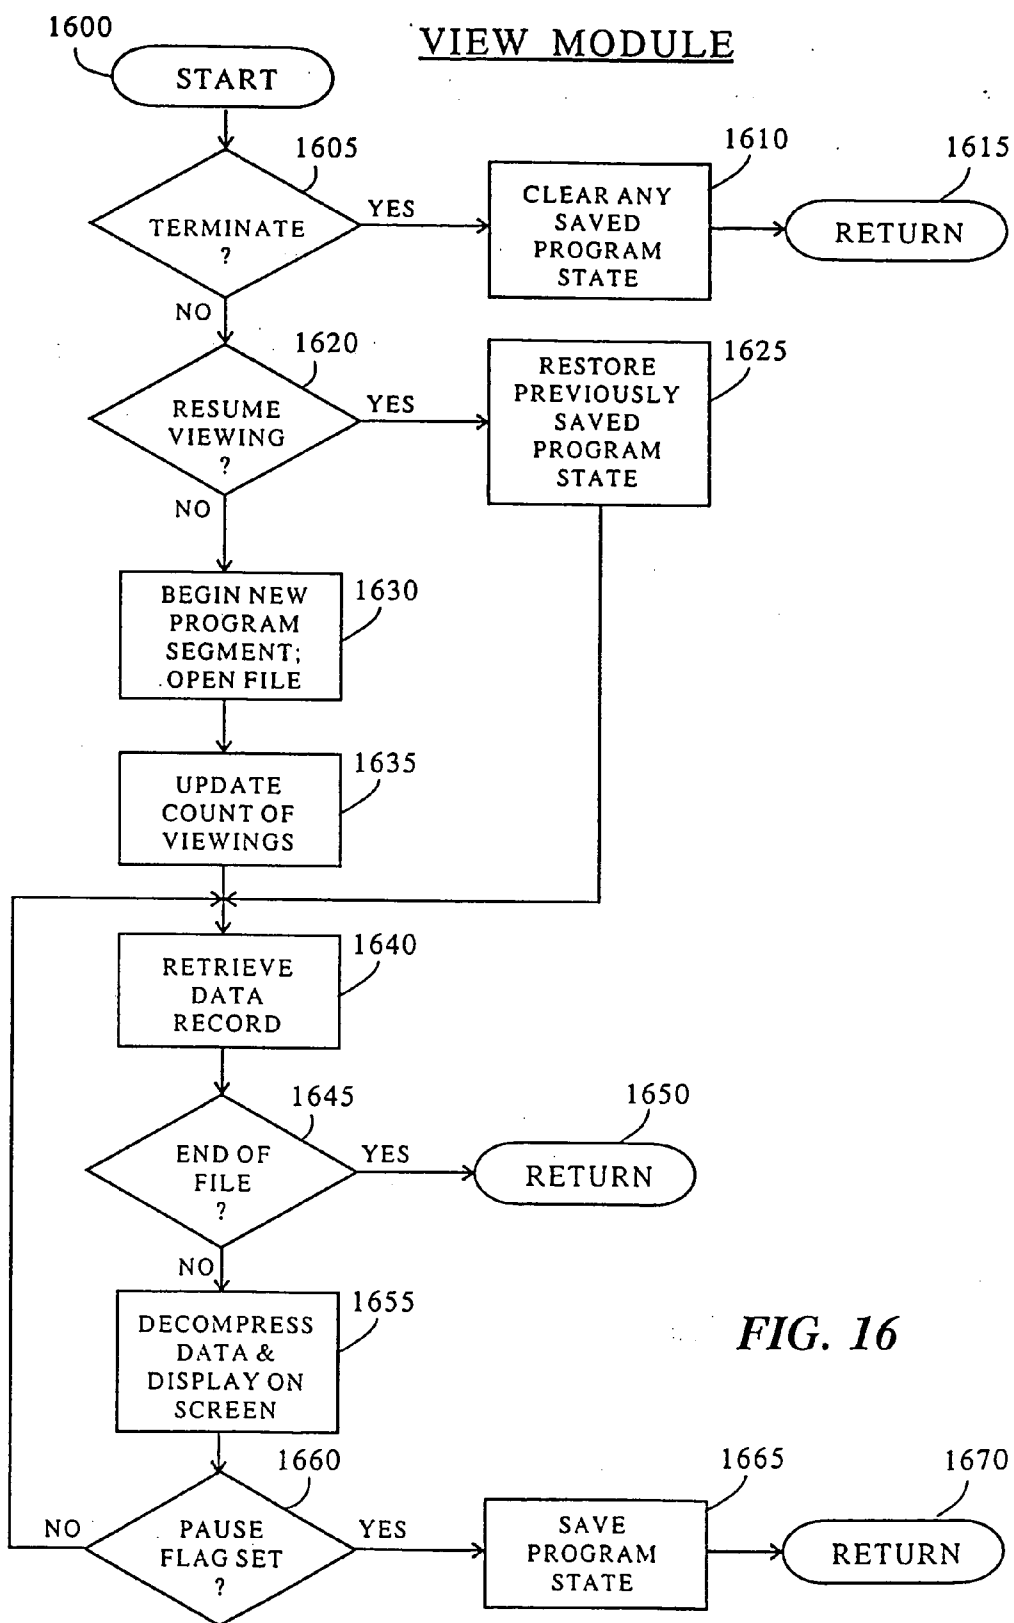 1600
VIEW MODULE
START
1605
TERMINATE
?
YES
NO
1610
CLEAR ANY
SAVED
PROGRAM
STATE
1615
RETURN
1620
RESUME
VIEWING
?
YES
NO
1625
RESTORE
PREVIOUSLY
SAVED
PROGRAM
STATE
1630
BEGIN NEW
PROGRAM
SEGMENT;
OPEN FILE
1635
UPDATE
COUNT OF
VIEWINGS
1640
RETRIEVE
DATA
RECORD
1645
END OF
FILE
?
YES
NO
1650
RETURN
1655
DECOMPRESS
DATA &
DISPLAY ON
SCREEN
FIG. 16
1660
PAUSE
FLAG SET
?
NO
YES
1665
SAVE
PROGRAM
STATE
1670
RETURN